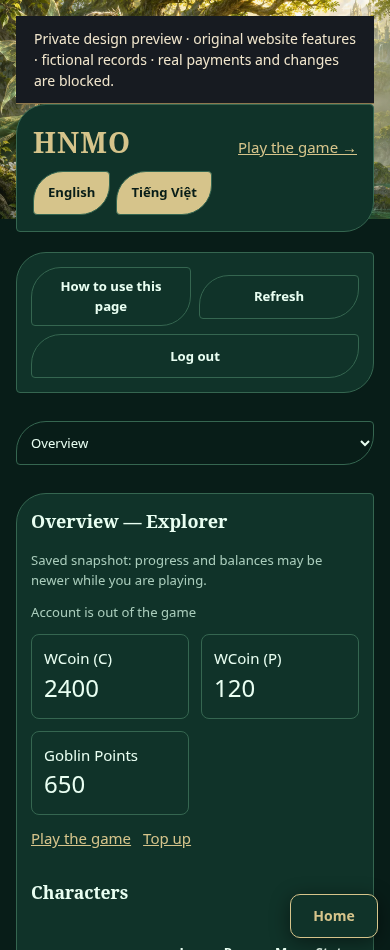 Private design preview · original website features
· fictional records · real payments and changes
are blocked.
HNMO
Play the game →
English
Tiếng Việt
How to use this
page
Refresh
Log out
Overview
Overview — Explorer
Saved snapshot: progress and balances may be
newer while you are playing.
Account is out of the game
WCoin (C)
2400
WCoin (P)
120
Goblin Points
650
Play the game
Top up
Characters
Home